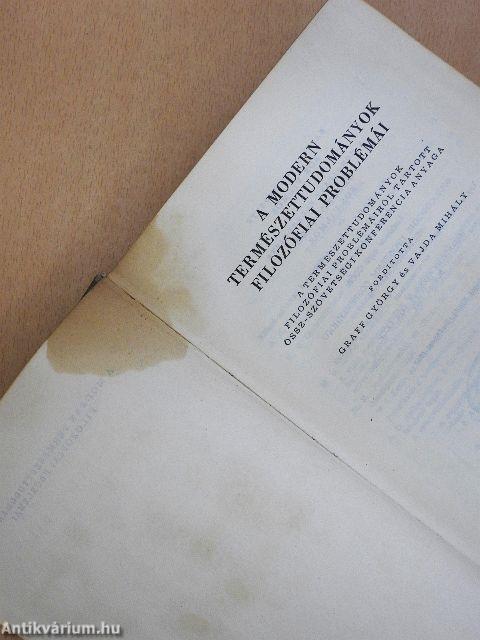 A MODERN
TERMÉSZETTUDOMÁNYOK
FILOZÓFIAI PROBLÉMÁI
A TERMÉSZETTUDOMÁNYOK
FILOZÓFIAI PROBLÉMÁIRÓL TARTOTT
ÖSSZ-SZÖVETSÉGI KONFERENCIA ANYAGA
FORDÍTOTTA
GRAFF GYÖRGY és VAJDA MIHÁLY
Antikvárium.hu